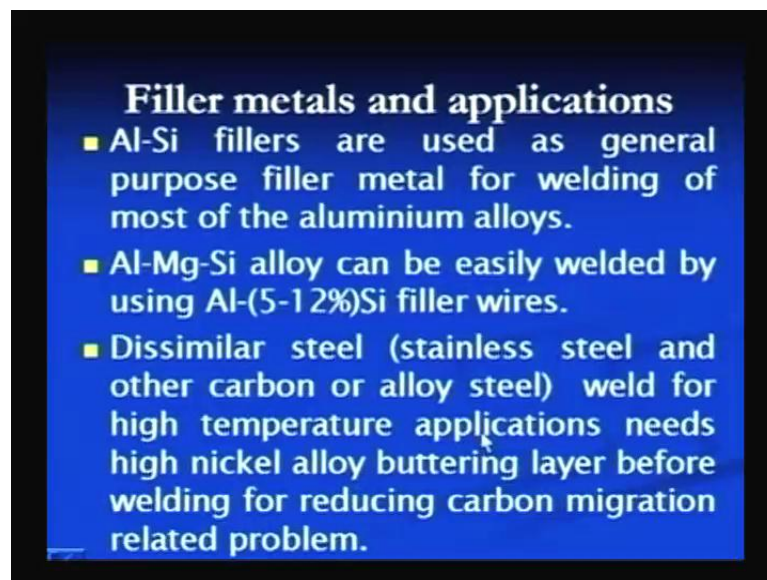 Filler metals and applications
Al-Si fillers are used as general
purpose filler metal for welding of
most of the aluminium alloys.
Al-Mg-Si alloy can be easily welded by
using Al-(5-12%)Si filler wires.
Dissimilar steel (stainless steel and
other carbon or alloy steel) weld for
high temperature applications needs
high nickel alloy buttering layer before
welding for reducing carbon migration
related problem.